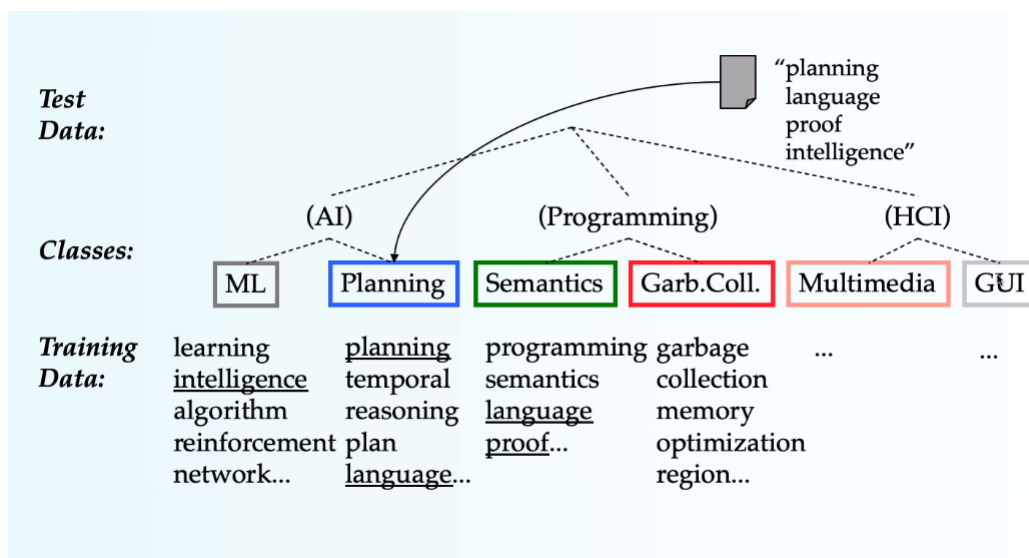 Test
Data:
“planning
language
proof
intelligence”
(AI)
(Programming)
(HCI)
Classes:
ML
Planning
Semantics
Garb.Coll.
Multimedia
GUI
Training
Data:
learning
intelligence
algorithm
reinforcement
network...
planning
temporal
reasoning
plan
language...
programming
semantics
language
proof...
garbage
collection
memory
optimization
region...
...
...